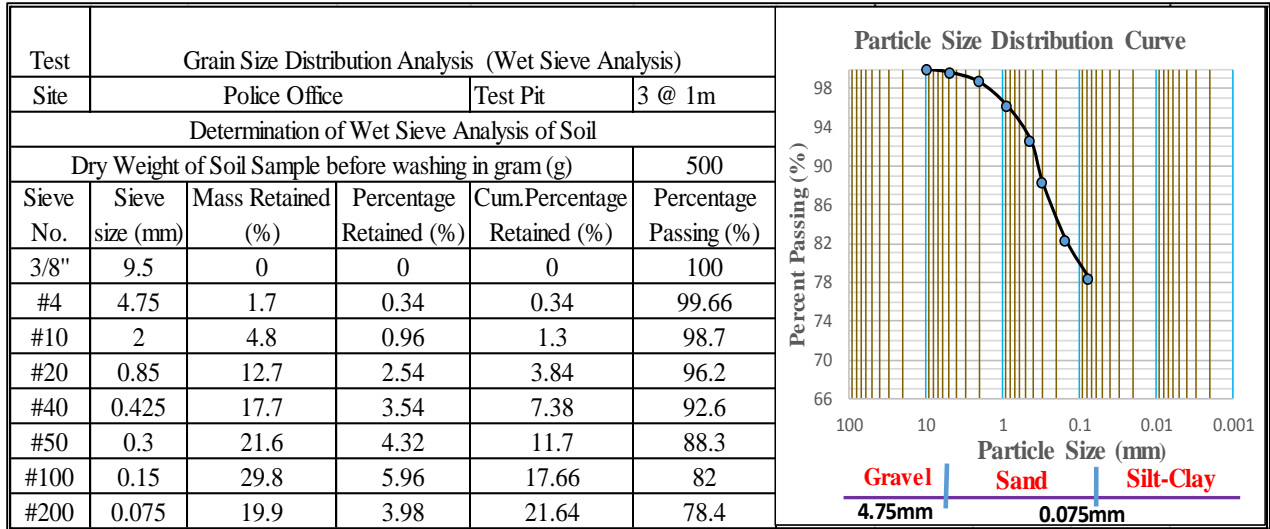 Test Grain Size Distribution Analysis (Wet Sieve Analysis)
Site Police Office Test Pit 3 @ 1m
Determination of Wet Sieve Analysis of Soil
Dry Weight of Soil Sample before washing in gram (g) 500
Sieve Sieve Mass Retained Percentage Cum.Percentage Percentage
No. size (mm) (%) Retained (%) Retained (%) Passing (%)
3/8" 9.5 0 0 0 100
#4 4.75 1.7 0.34 0.34 99.66
#10 2 4.8 0.96 1.3 98.7
#20 0.85 12.7 2.54 3.84 96.2
#40 0.425 17.7 3.54 7.38 92.6
#50 0.3 21.6 4.32 11.7 88.3
#100 0.15 29.8 5.96 17.66 82
#200 0.075 19.9 3.98 21.64 78.4
Particle Size Distribution Curve
Percent Passing (%)
98
94
90
86
82
78
74
70
66
100 10 1 0.1 0.01 0.001
Particle Size (mm)
Gravel Sand Silt-Clay
4.75mm 0.075mm